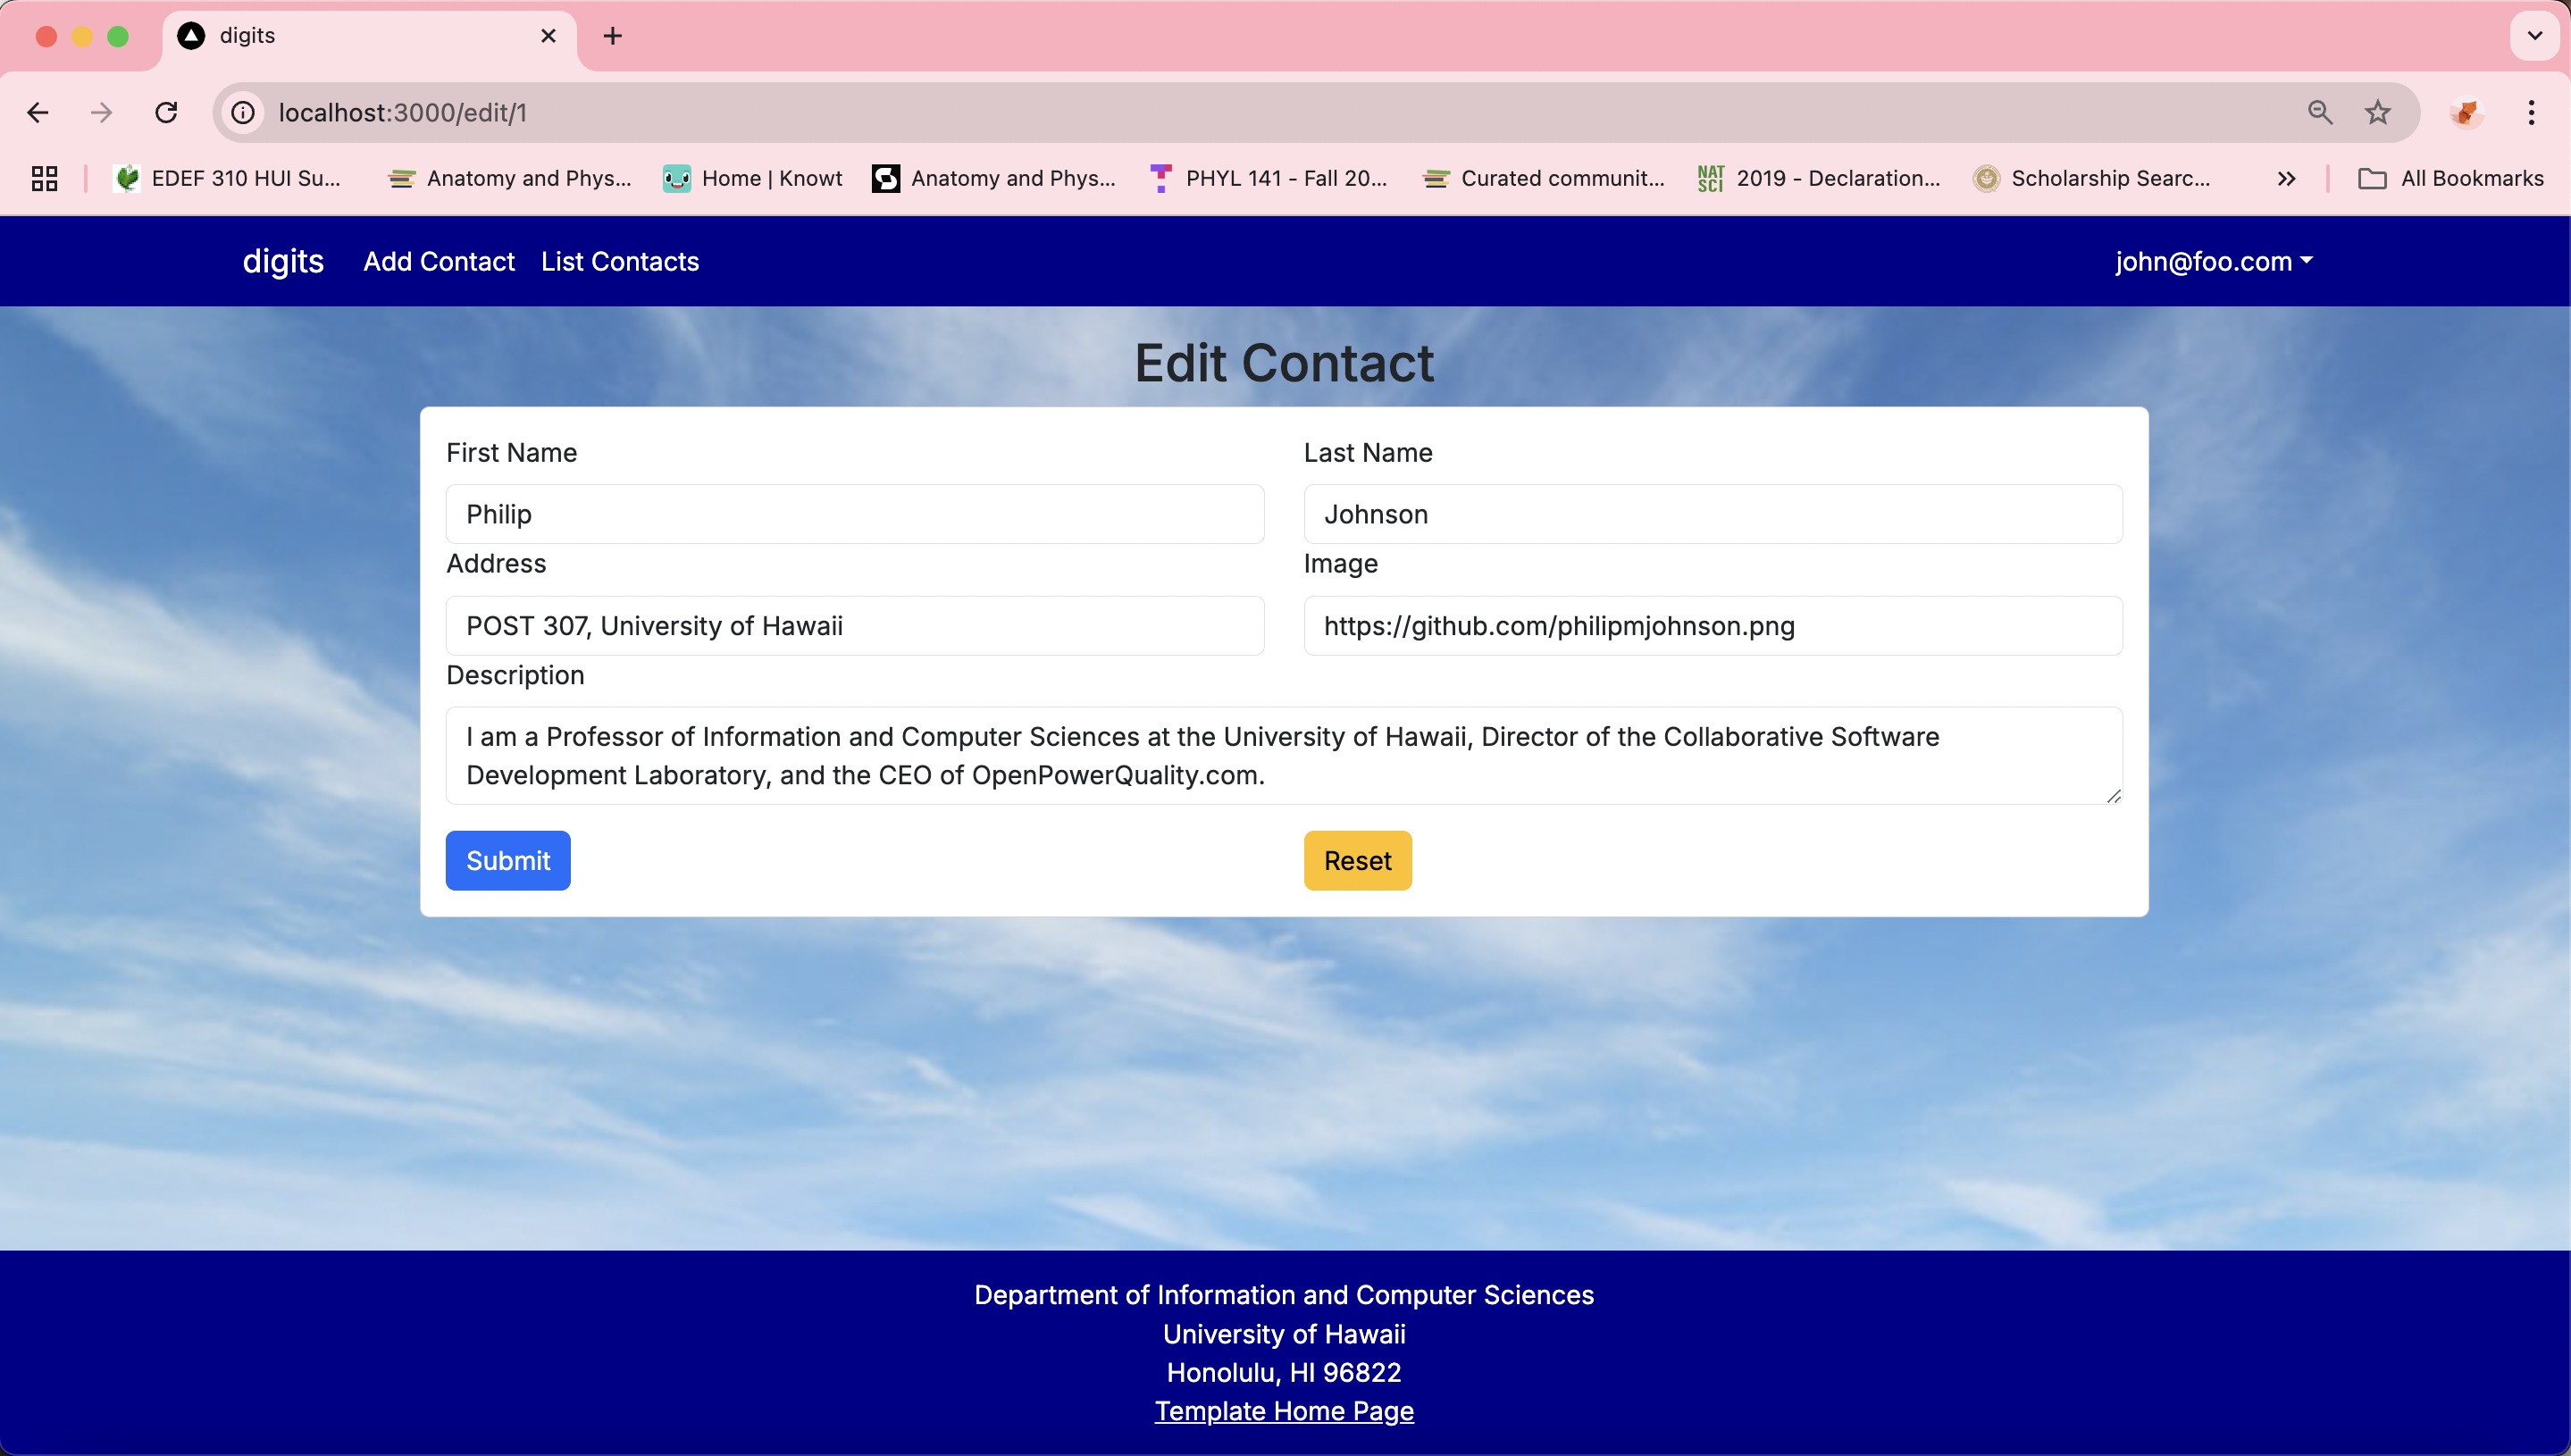 digits
localhost:3000/edit/1
EDEF 310 HUI Su...
Anatomy and Phys...
Home | Knowt
Anatomy and Phys...
PHYL 141 - Fall 20...
Curated communit...
NAT
SCI
2019 - Declaration...
Scholarship Searc...
All Bookmarks
digits
Add Contact
List Contacts
john@foo.com
Edit Contact
First Name
Last Name
Philip
Johnson
Address
Image
POST 307, University of Hawaii
https://github.com/philipmjohnson.png
Description
I am a Professor of Information and Computer Sciences at the University of Hawaii, Director of the Collaborative Software
Development Laboratory, and the CEO of OpenPowerQuality.com.
Submit
Reset
Department of Information and Computer Sciences
University of Hawaii
Honolulu, HI 96822
Template Home Page